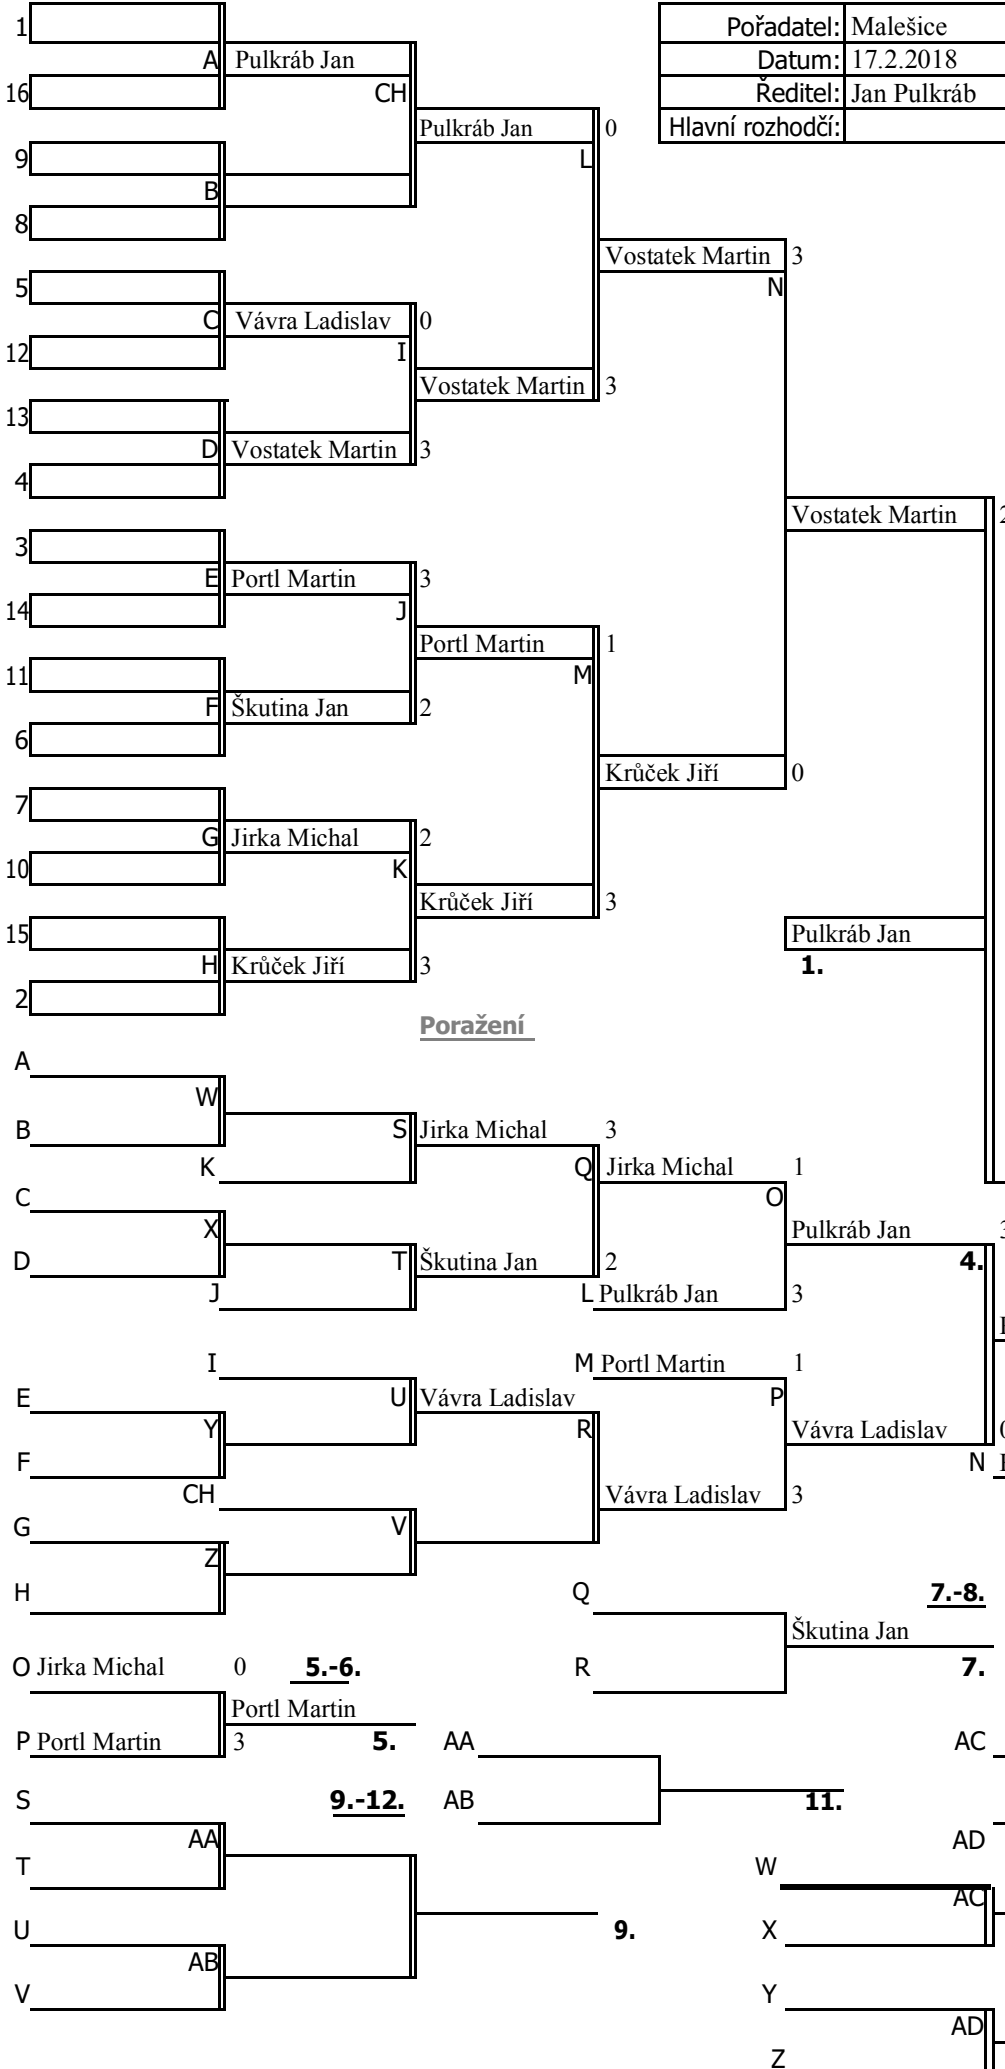 1
Pořadatel: Malešice
A Pulkráb Jan
Datum: 17.2.2018
16
CH
Ředitel: Jan Pulkráb
Pulkráb Jan 0
Hlavní rozhodčí:
9
L
B
8
Vostatek Martin 3
5
N
C Vávra Ladislav 0
12
I
Vostatek Martin 3
13
D Vostatek Martin 3
4
Vostatek Martin 2
3
E Portl Martin 3
14
J
Portl Martin 1
11
M
F Škutina Jan 2
6
Krůček Jiří 0
7
G Jirka Michal 2
10
K
Krůček Jiří 3
15
Pulkráb Jan
H Krůček Jiří 3
1.
2
Poražení
A
W
B
S Jirka Michal 3
K
Q Jirka Michal 1
C
O
X
Pulkráb Jan 3
D
T Škutina Jan 2
4.
J
L Pulkráb Jan 3
I
M Portl Martin 1
E
U Vávra Ladislav
P
Y
R
Vávra Ladislav 0
F
N
CH
Vávra Ladislav 3
G
V
Z
H
Q
7.-8.
Škutina Jan
O Jirka Michal 0 5.-6.
R
7.
Portl Martin
P Portl Martin 3 5.
AA
AC
S
9.-12.
AB
11.
AA
AD
T
W
AC
U
9.
X
AB
V
Y
AD
Z